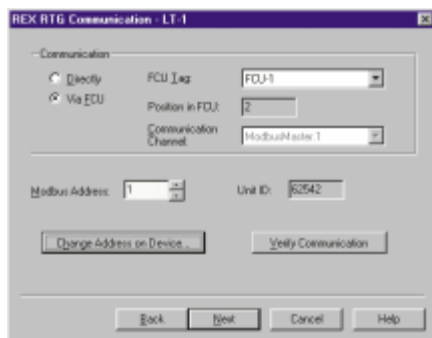 REX RTG Communication - LT-1
Communication
Directly
Via FCU
FCU Tag:
FCU-1
Position in FCU:
2
Communication
Channel:
ModbusMaster:1
Modbus Address:
1
Unit ID:
62542
Change Address on Device...
Verify Communication
Back
Next
Cancel
Help